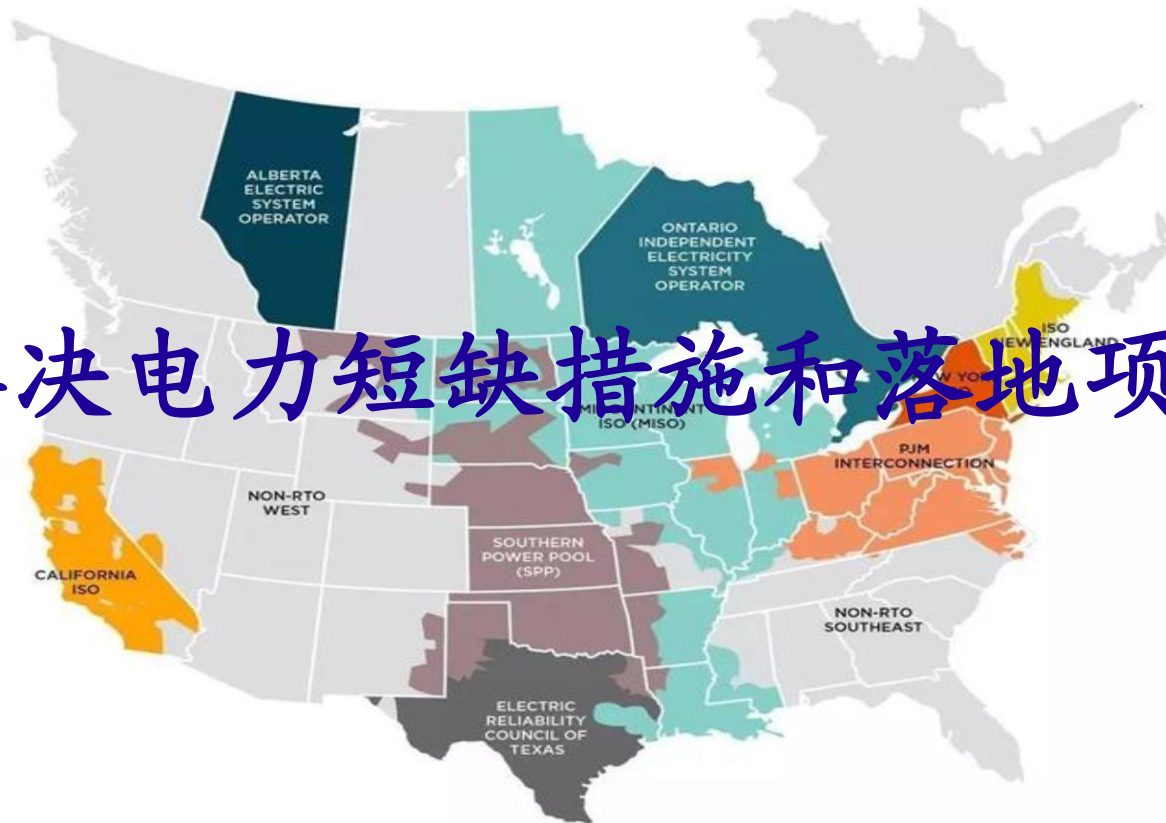 ALBERTA
ELECTRIC
SYSTEM
OPERATOR
ONTARIO
INDEPENDENT
ELECTRICITY
SYSTEM
OPERATOR
ISO
NEW ENGLAND
决电力短缺措施和落地项
ISO (MISO)
PJM
INTERCONNECTION
NON-RTO
WEST
SOUTHERN
POWER POOL
(SPP)
CALIFORNIA
ISO
NON-RTO
SOUTHEAST
ELECTRIC
RELIABILITY
COUNCIL OF
TEXAS